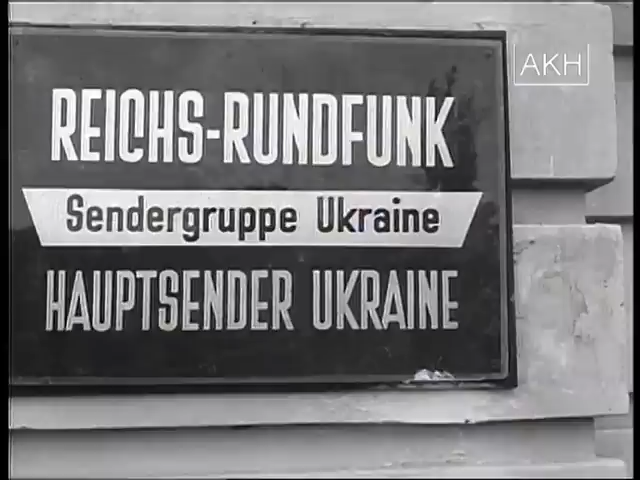 AKH
REICHS-RUNDFUNK
Sendergruppe Ukraine
HAUPTSENDER UKRAINE